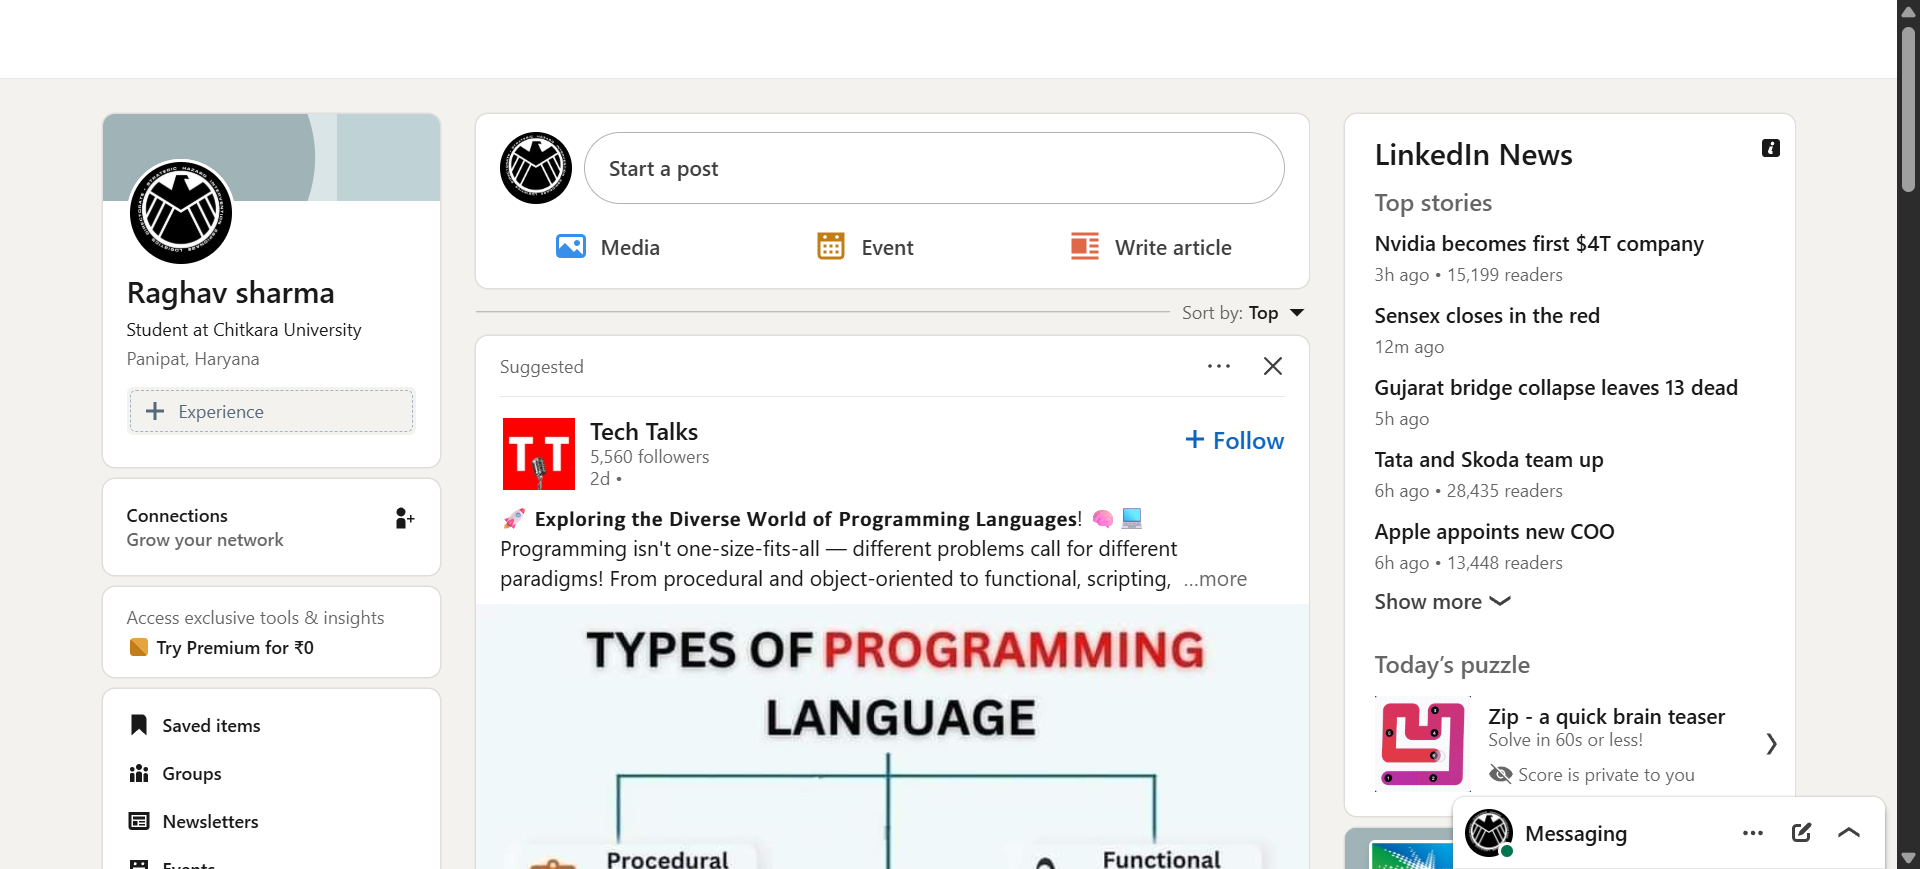 Raghav sharma
Student at Chitkara University
Panipat, Haryana
Experience
Connections
Grow your network
Access exclusive tools & insights
Try Premium for ₹0
Saved items
Groups
Newsletters
Events
Start a post
Media
Event
Write article
Sort by: Top
Suggested
Tech Talks
5,560 followers
2d •
+ Follow
TT
🚀 Exploring the Diverse World of Programming Languages! 🧠 💻
Programming isn't one-size-fits-all — different problems call for different
paradigms! From procedural and object-oriented to functional, scripting, ...more
TYPES OF PROGRAMMING
LANGUAGE
Procedural
Functional
LinkedIn News
Top stories
Nvidia becomes first $4T company
3h ago • 15,199 readers
Sensex closes in the red
12m ago
Gujarat bridge collapse leaves 13 dead
5h ago
Tata and Skoda team up
6h ago • 28,435 readers
Apple appoints new COO
6h ago • 13,448 readers
Show more
Today's puzzle
Zip - a quick brain teaser
Solve in 60s or less!
Score is private to you
Messaging